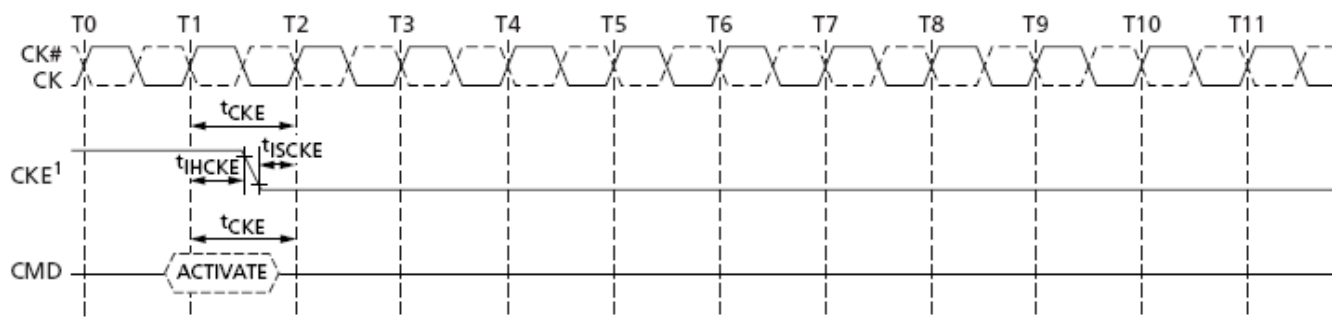 T0 T1 T2 T3 T4 T5 T6 T7 T8 T9 T10 T11
CK#
CK
tCKE
tISCKE
tIHCKE
CKE1
tCKE
CMD ACTIVATE